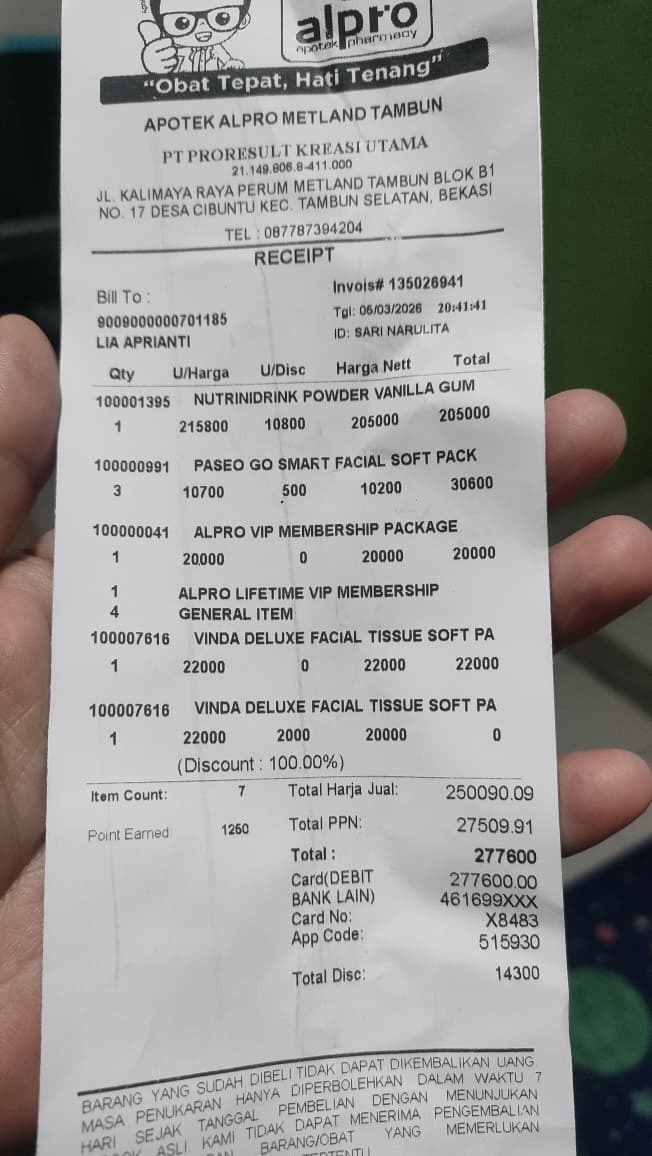 alpro
apotek pharmacy
"Obat Tepat, Hati Tenang"
APOTEK ALPRO METLAND TAMBUN
PT PRORESULT KREASI UTAMA
21.149.806.8-411.000
JL. KALIMAYA RAYA PERUM METLAND TAMBUN BLOK B1
NO. 17 DESA CIBUNTU KEC. TAMBUN SELATAN, BEKASI
TEL : 087787394204
RECEIPT
Bill To : Invois# 135026941
9009000000701185 Tgl: 05/03/2026 20:41:41
LIA APRIANTI ID: SARI NARULITA
Qty U/Harga U/Disc Harga Nett Total
100001395 NUTRINIDRINK POWDER VANILLA GUM
1 215800 10800 205000 205000
100000991 PASEO GO SMART FACIAL SOFT PACK
3 10700 500 10200 30600
100000041 ALPRO VIP MEMBERSHIP PACKAGE
1 20000 0 20000 20000
1 ALPRO LIFETIME VIP MEMBERSHIP
4 GENERAL ITEM
100007616 VINDA DELUXE FACIAL TISSUE SOFT PA
1 22000 0 22000 22000
100007616 VINDA DELUXE FACIAL TISSUE SOFT PA
1 22000 2000 20000 0
(Discount : 100.00%)
Item Count: 7 Total Harja Jual: 250090.09
Point Earned: 1260 Total PPN: 27509.91
Total : 277600
Card(DEBIT 277600.00
BANK LAIN) 461699XXX
Card No: X8483
App Code: 515930
Total Disc: 14300
BARANG YANG SUDAH DIBELI TIDAK DAPAT DIKEMBALIKAN UANG.
MASA PENUKARAN HANYA DIPERBOLEHKAN DALAM WAKTU 7
HARI SEJAK TANGGAL PEMBELIAN DENGAN MENUNJUKAN
ASLI. KAMI TIDAK DAPAT MENERIMA PENGEMBALIAN
BARANG/OBAT YANG MEMERLUKAN